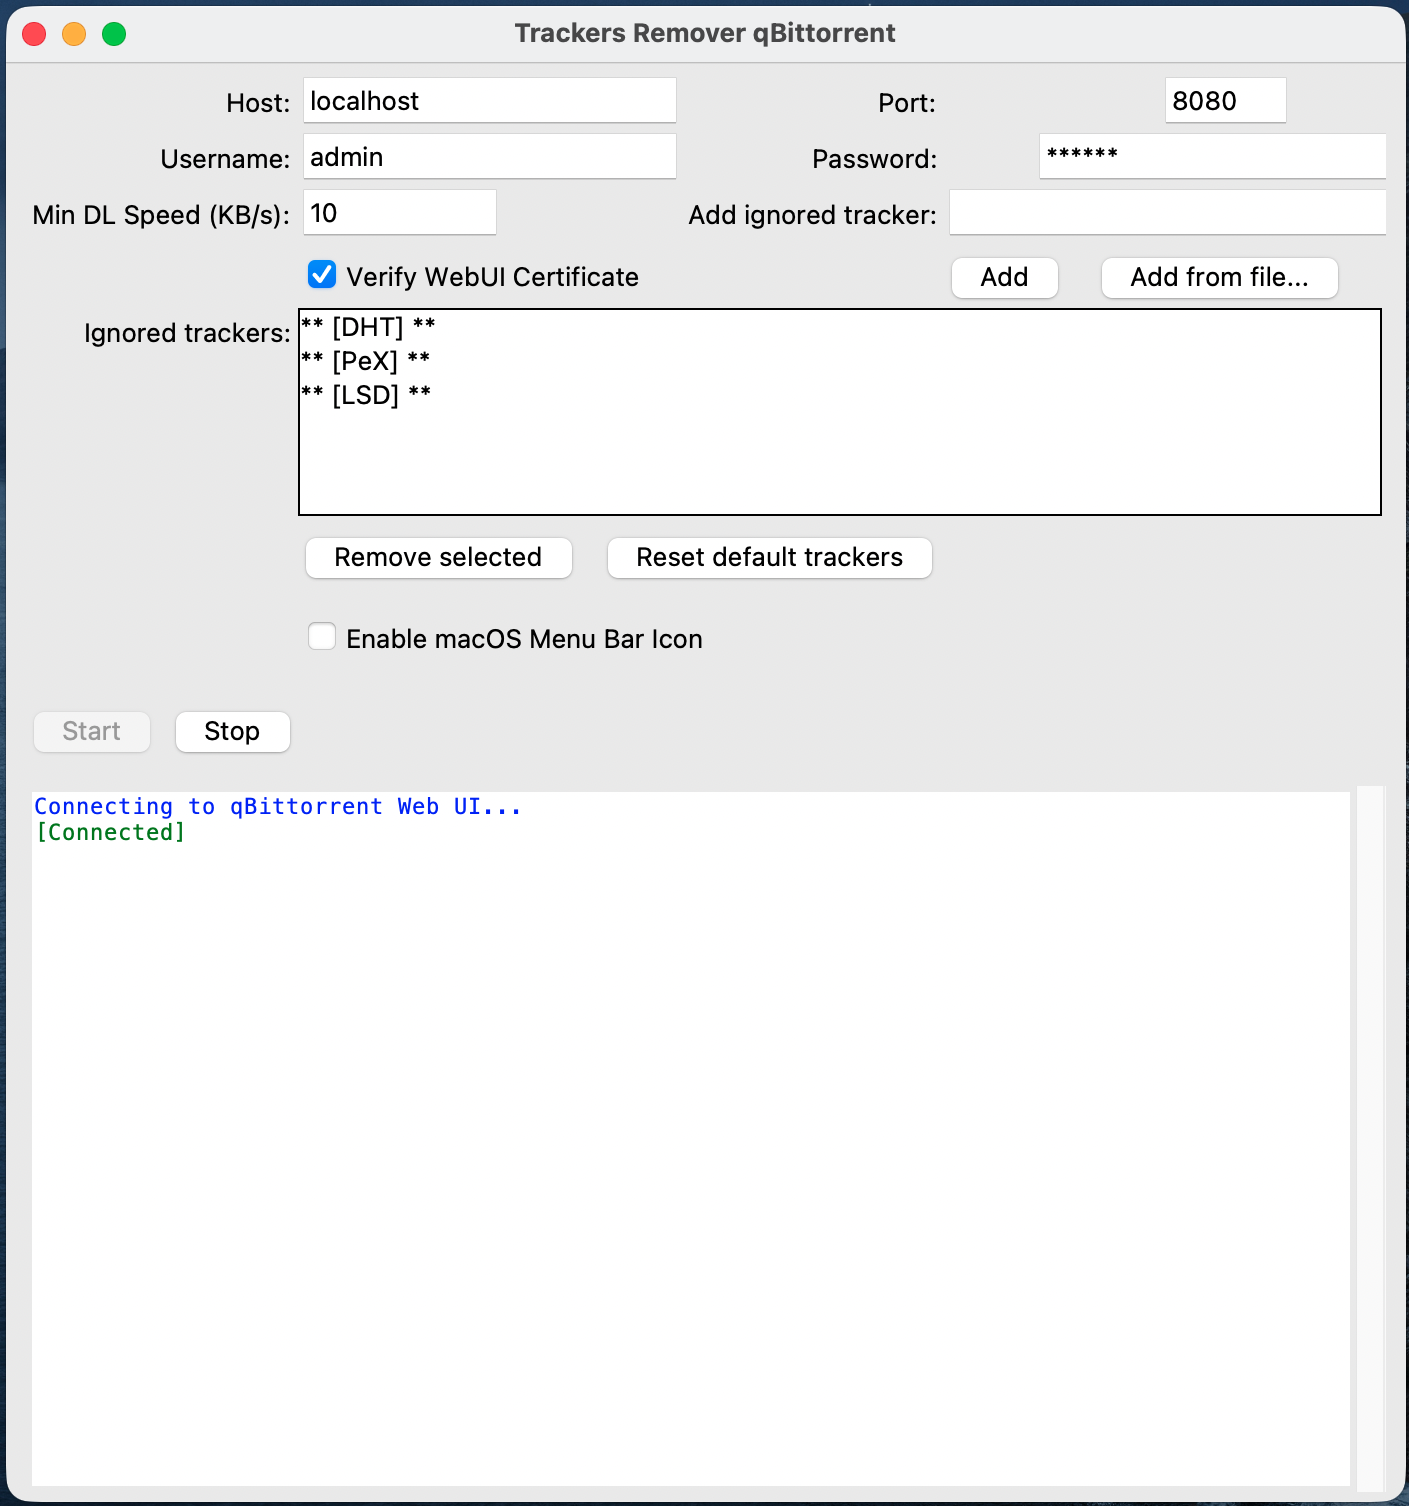 Trackers Remover qBittorrent
Host: localhost Port: 8080
Username: admin Password: ******
Min DL Speed (KB/s): 10 Add ignored tracker:
Verify WebUI Certificate Add Add from file...
Ignored trackers: ** [DHT] **
** [PeX] **
** [LSD] **
Remove selected Reset default trackers
Enable macOS Menu Bar Icon
Start Stop
Connecting to qBittorrent Web UI...
[Connected]